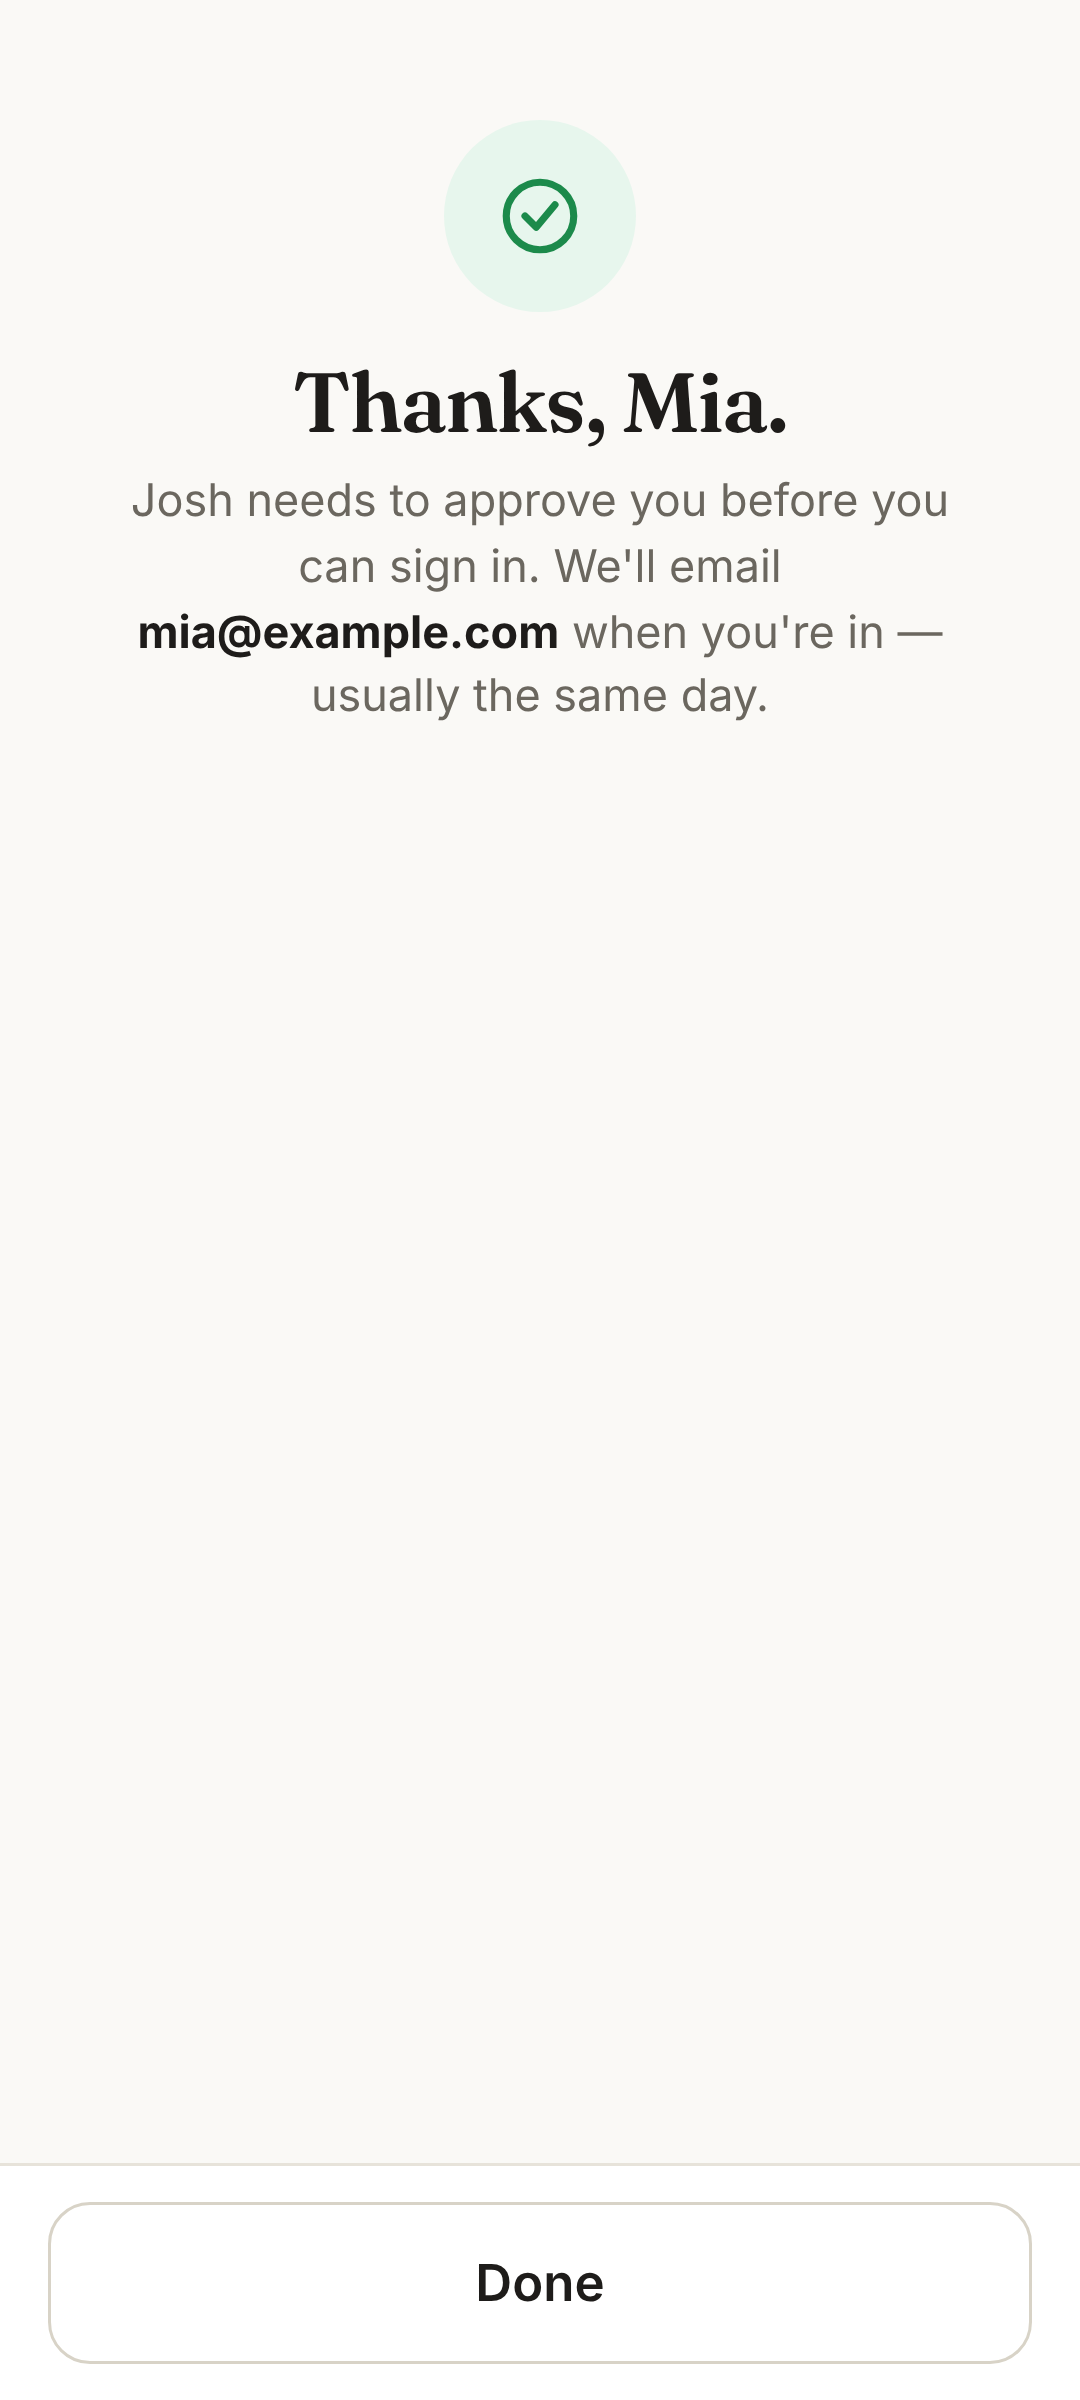 Thanks, Mia.
Josh needs to approve you before you
can sign in. We'll email
mia@example.com when you're in —
usually the same day.
Done